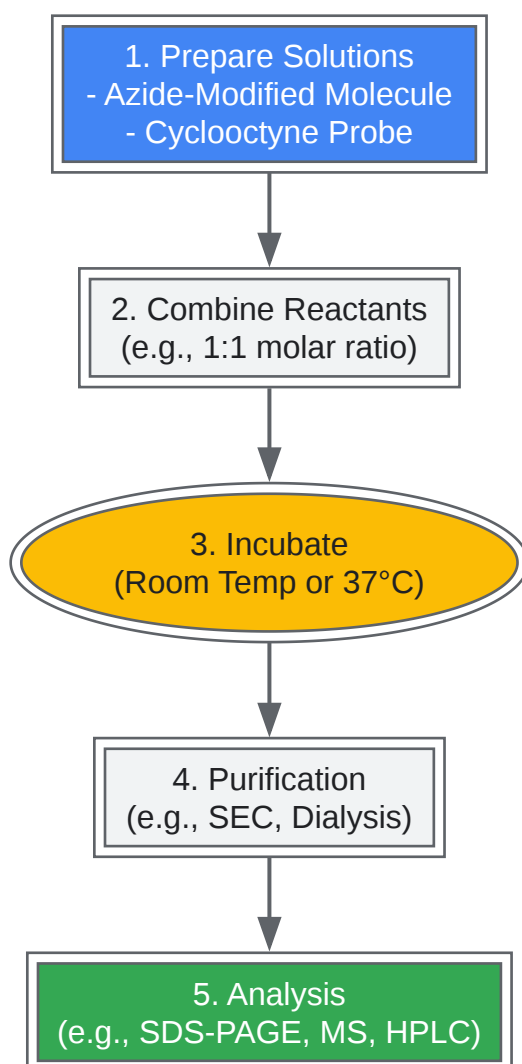 1. Prepare Solutions
- Azide-Modified Molecule
- Cyclooctyne Probe
2. Combine Reactants
(e.g., 1:1 molar ratio)
3. Incubate
(Room Temp or 37°C)
4. Purification
(e.g., SEC, Dialysis)
5. Analysis
(e.g., SDS-PAGE, MS, HPLC)